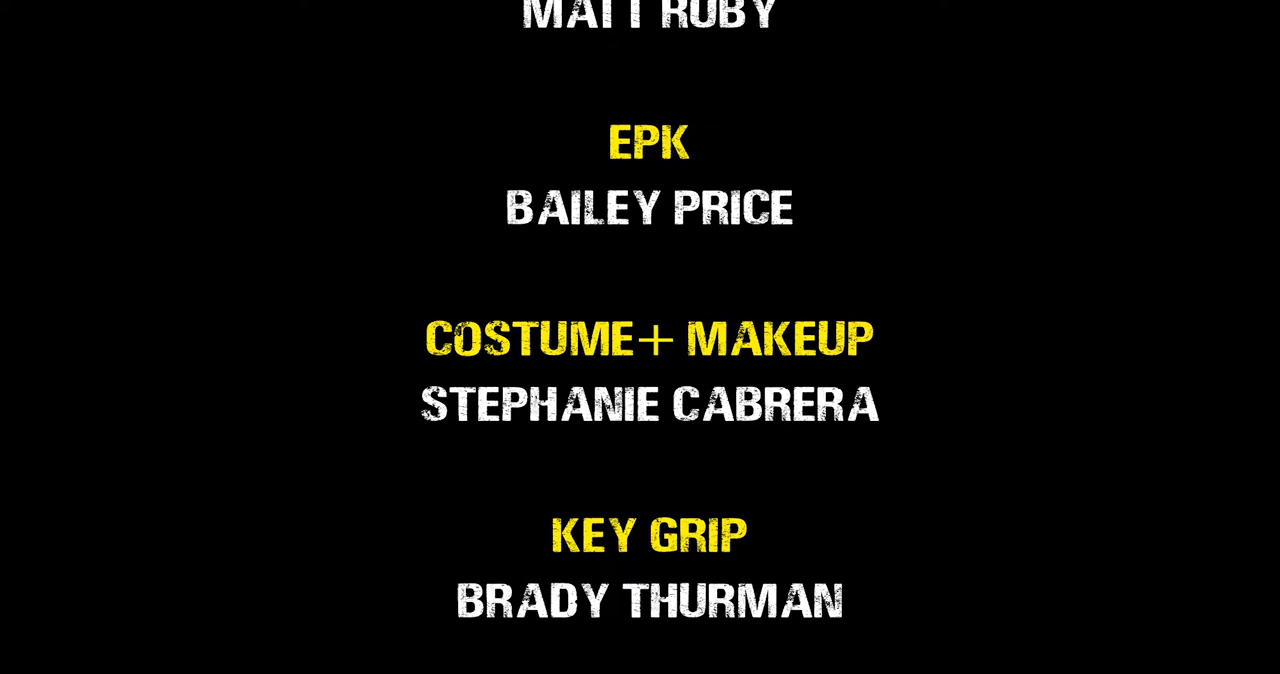 MATT RUBY
EPK
BAILEY PRICE
COSTUME+ MAKEUP
STEPHANIE CABRERA
KEY GRIP
BRADY THURMAN